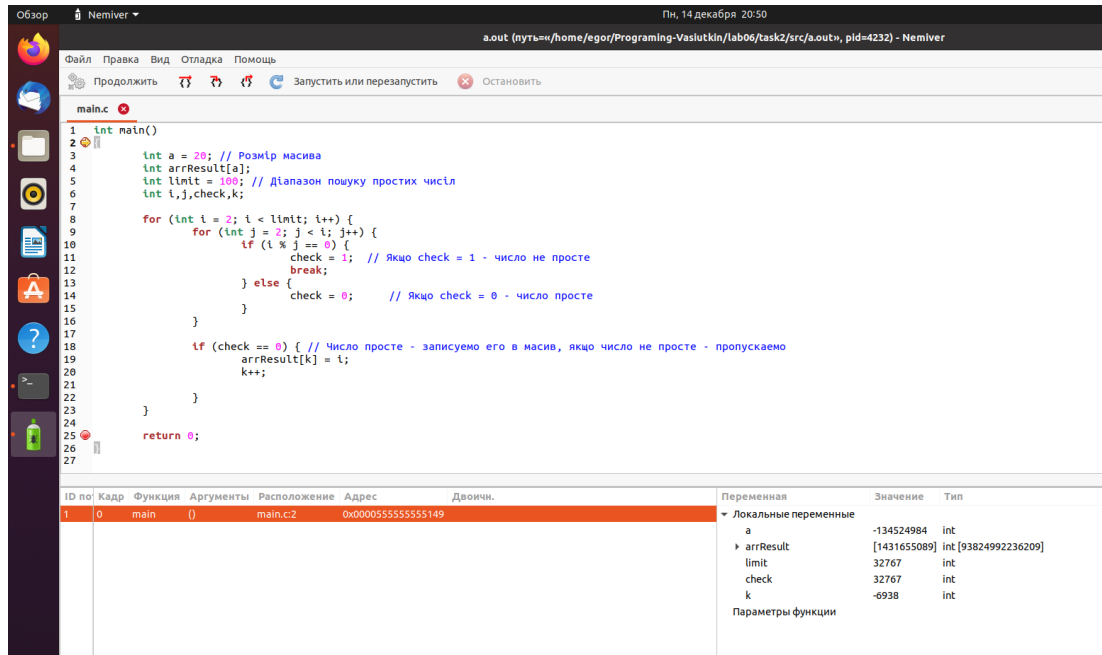 Обзор Nemiver Пн, 14 декабря 20:50
a.out (путь=«/home/egor/Programing-Vasiutkin/lab06/task2/src/a.out», pid=4232) - Nemiver
Файл Правка Вид Отладка Помощь
Продолжить Запустить или перезапустить Остановить
main.c
1 int main()
2 {
3 int a = 20; // Розмір масива
4 int arrResult[a];
5 int limit = 100; // Діапазон пошуку простих чисіл
6 int i,j,check,k;
7
8 for (int i = 2; i < limit; i++) {
9 for (int j = 2; j < i; j++) {
10 if (i % j == 0) {
11 check = 1; // Якщо check = 1 - число не просте
12 break;
13 } else {
14 check = 0; // Якщо check = 0 - число просте
15 }
16 }
17
18 if (check == 0) { // Число просте - записуемо его в масив, якщо число не просте - пропускаемо
19 arrResult[k] = i;
20 k++;
21
22 }
23 }
24
25 return 0;
26 }
27
ID по Кадр Функция Аргументы Расположение Адрес Двоичн. Переменная Значение Тип
1 0 main () main.c:2 0x0000555555555149 Локальные переменные
a -134524984 int
arrResult [1431655089] int [93824992236209]
limit 32767 int
check 32767 int
k -6938 int
Параметры функции